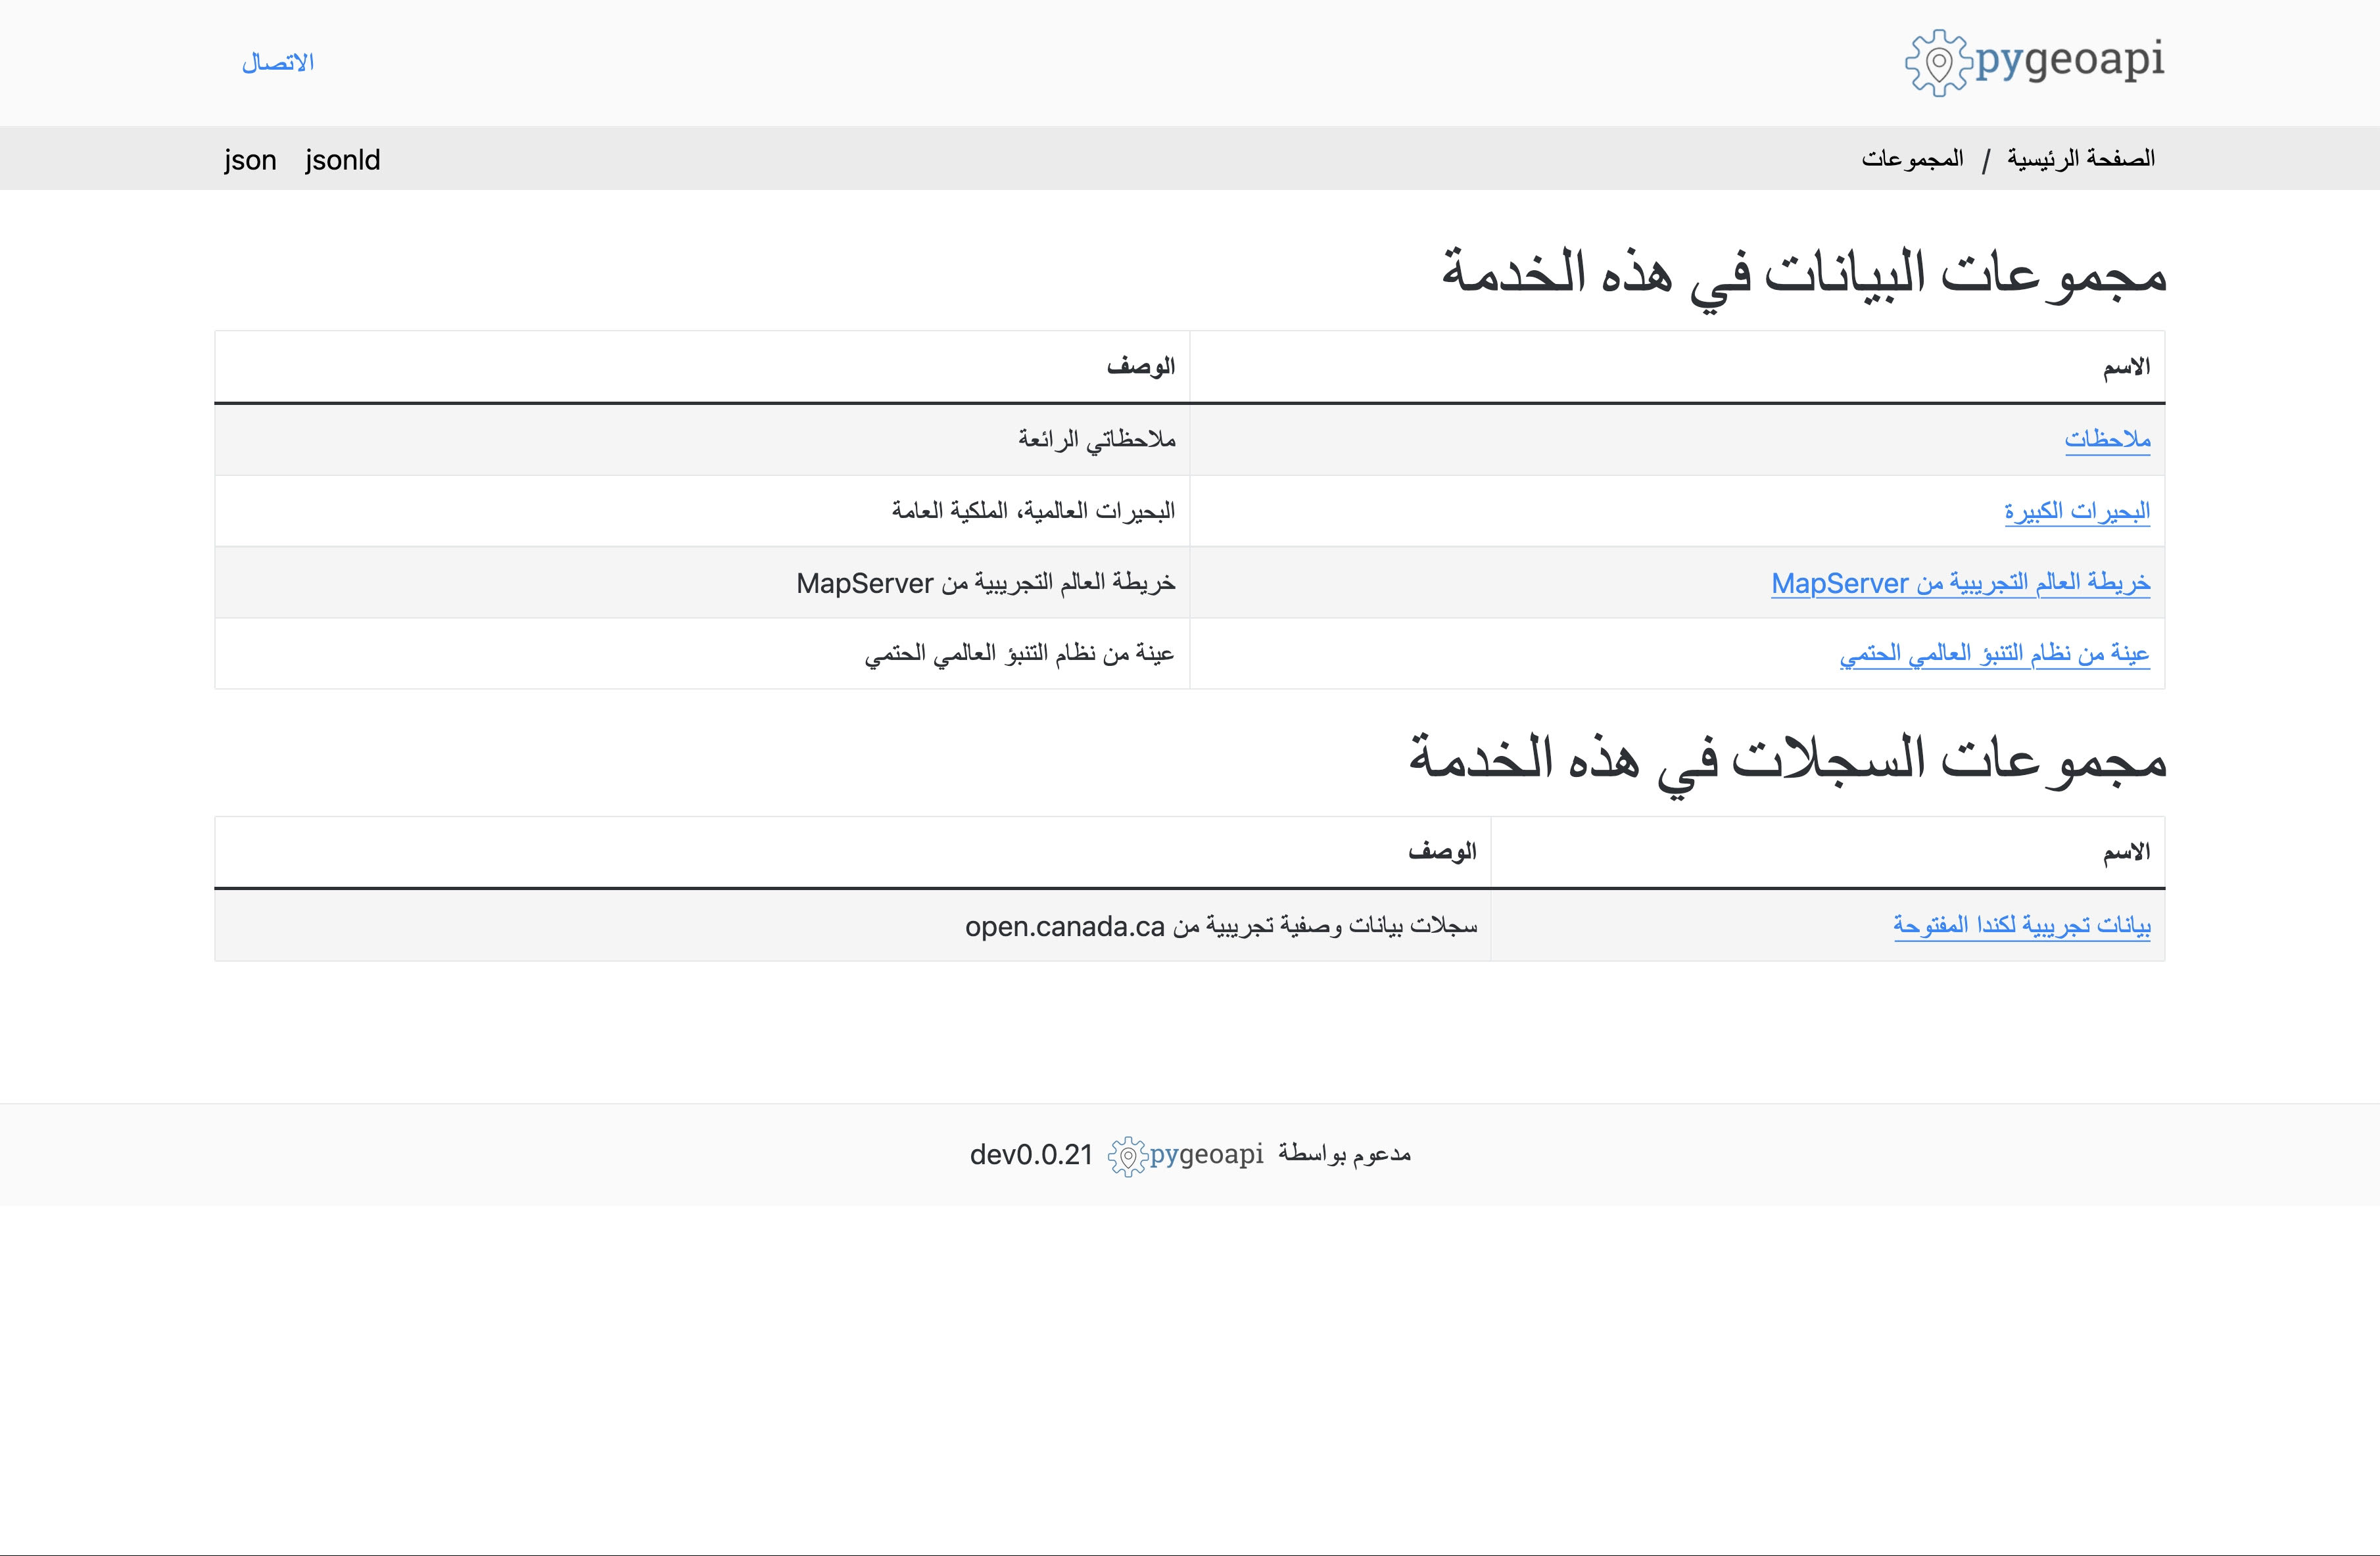 pygeoapi
الاتصال
الصفحة الرئيسية / المجموعات
json jsonld
مجموعات البيانات في هذه الخدمة
الاسم الوصف
ملاحظات ملاحظاتي الرائعة
البحيرات الكبيرة البحيرات العالمية، الملكية العامة
خريطة العالم التجريبية من MapServer خريطة العالم التجريبية من MapServer
عينة من نظام التنبؤ العالمي الحتمي عينة من نظام التنبؤ العالمي الحتمي
مجموعات السجلات في هذه الخدمة
الاسم الوصف
بيانات تجريبية لكندا المفتوحة سجلات بيانات وصفية تجريبية من open.canada.ca
مدعوم بواسطة pygeoapi dev0.0.21